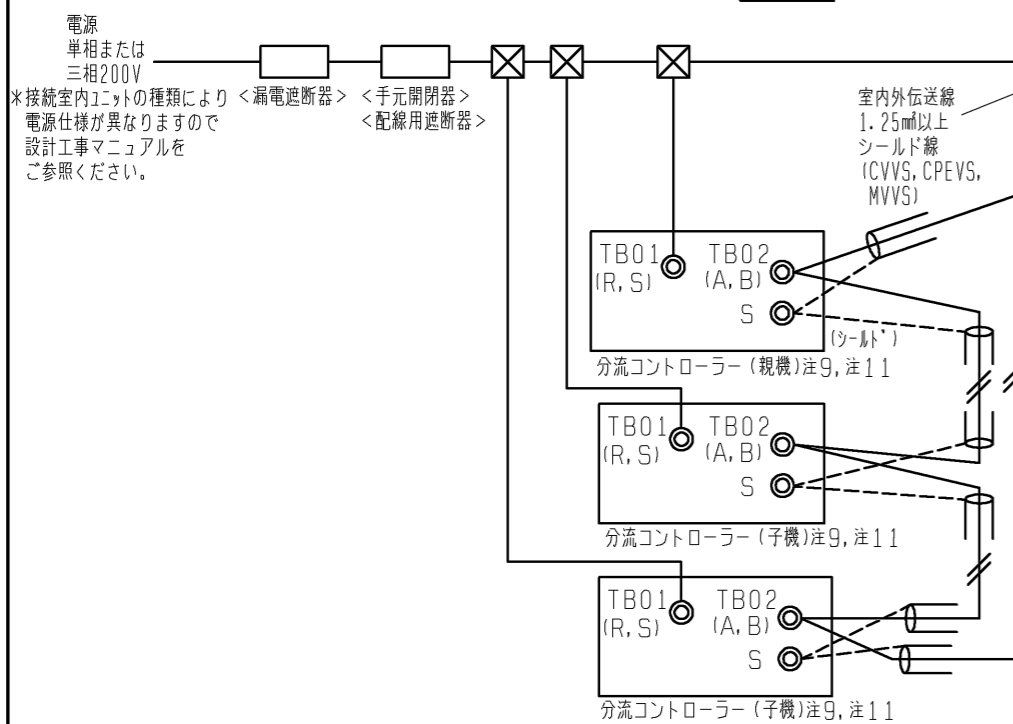 電源
単相または
三相200V
*接続室内ユニットの種類により
電源仕様が異なりますので
設計工事マニュアルを
ご参照ください。
<漏電遮断器>
<手元開閉器>
<配線用遮断器>
室内外伝送線
1.25㎟以上
シールド線
(CVVS,CPEVS,
MVVS)
TB01
(R,S)
TB02
(A,B)
S
(シールド)
分流コントローラー(親機)注9,注11
TB01
(R,S)
TB02
(A,B)
S
分流コントローラー(子機)注9,注11
TB01
(R,S)
TB02
(A,B)
S
分流コントローラー(子機)注9,注11